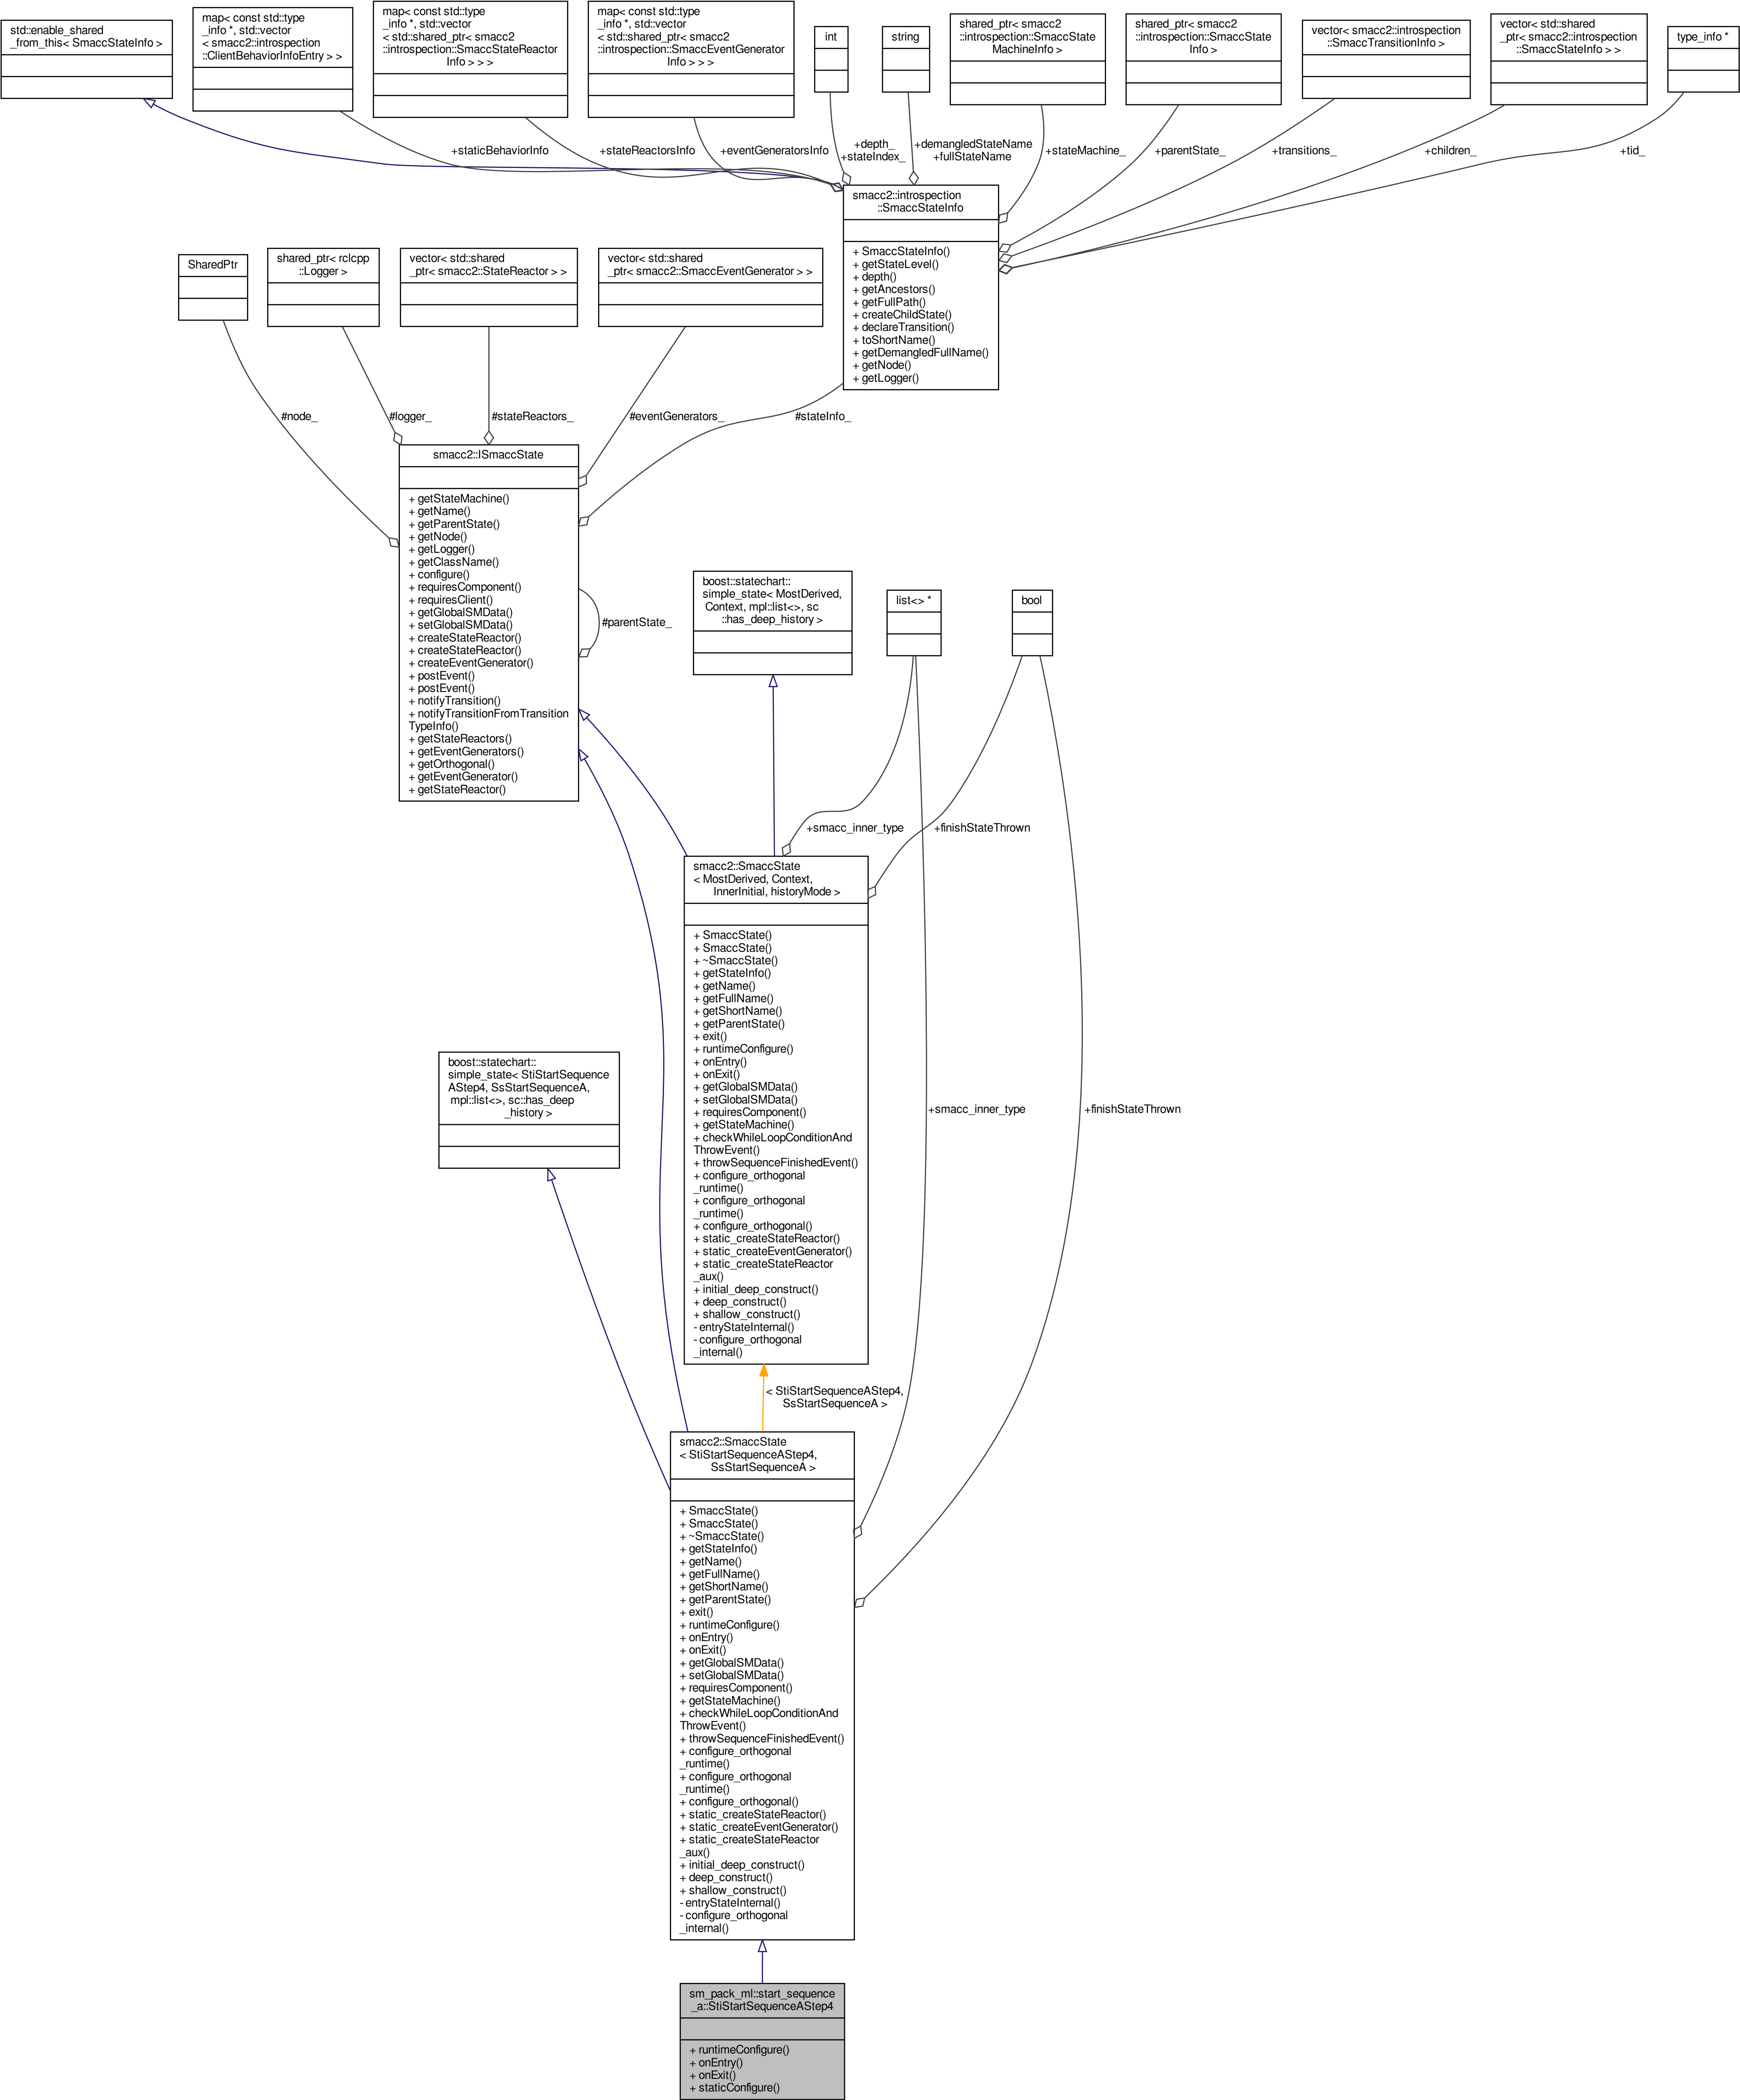 std::enable_shared
_from_this< SmaccStateInfo >
map< const std::type
_info *, std::vector
< smacc2::introspection
::ClientBehaviorInfoEntry > >
map< const std::type
_info *, std::vector
< std::shared_ptr< smacc2
::introspection::SmaccStateReactor
Info > > >
map< const std::type
_info *, std::vector
< std::shared_ptr< smacc2
::introspection::SmaccEventGenerator
Info > > >
int
string
shared_ptr< smacc2
::introspection::SmaccState
MachineInfo >
shared_ptr< smacc2
::introspection::SmaccState
Info >
vector< smacc2::introspection
::SmaccTransitionInfo >
vector< std::shared
_ptr< smacc2::introspection
::SmaccStateInfo > >
type_info *
+staticBehaviorInfo
+stateReactorsInfo
+eventGeneratorsInfo
+depth_
+stateIndex_
+demangledStateName
+fullStateName
+stateMachine_
+parentState_
+transitions_
+children_
+tid_
smacc2::introspection
::SmaccStateInfo
+ SmaccStateInfo()
+ getStateLevel()
+ depth()
+ getAncestors()
+ getFullPath()
+ createChildState()
+ declareTransition()
+ toShortName()
+ getDemangledFullName()
+ getNode()
+ getLogger()
SharedPtr
shared_ptr< rclcpp
::Logger >
vector< std::shared
_ptr< smacc2::StateReactor > >
vector< std::shared
_ptr< smacc2::SmaccEventGenerator > >
#node_
#logger_
#stateReactors_
#eventGenerators_
#stateInfo_
smacc2::ISmaccState
+ getStateMachine()
+ getName()
+ getParentState()
+ getNode()
+ getLogger()
+ getClassName()
+ configure()
+ requiresComponent()
+ requiresClient()
+ getGlobalSMData()
+ setGlobalSMData()
+ createStateReactor()
+ createStateReactor()
+ createEventGenerator()
+ postEvent()
+ postEvent()
+ notifyTransition()
+ notifyTransitionFromTransition
TypeInfo()
+ getStateReactors()
+ getEventGenerators()
+ getOrthogonal()
+ getEventGenerator()
+ getStateReactor()
#parentState_
boost::statechart::
simple_state< MostDerived,
Context, mpl::list<>, sc
::has_deep_history >
list<> *
bool
+smacc_inner_type
+finishStateThrown
smacc2::SmaccState
< MostDerived, Context,
InnerInitial, historyMode >
+ SmaccState()
+ SmaccState()
+ ~SmaccState()
+ getStateInfo()
+ getName()
+ getFullName()
+ getShortName()
+ getParentState()
+ exit()
+ runtimeConfigure()
+ onEntry()
+ onExit()
+ getGlobalSMData()
+ setGlobalSMData()
+ requiresComponent()
+ getStateMachine()
+ checkWhileLoopConditionAnd
ThrowEvent()
+ throwSequenceFinishedEvent()
+ configure_orthogonal
_runtime()
+ configure_orthogonal
_runtime()
+ configure_orthogonal()
+ static_createStateReactor()
+ static_createEventGenerator()
+ static_createStateReactor
_aux()
+ initial_deep_construct()
+ deep_construct()
+ shallow_construct()
- entryStateInternal()
- configure_orthogonal
_internal()
boost::statechart::
simple_state< StiStartSequence
AStep4, SsStartSequenceA,
mpl::list<>, sc::has_deep
_history >
+smacc_inner_type
+finishStateThrown
< StiStartSequenceAStep4,
SsStartSequenceA >
smacc2::SmaccState
< StiStartSequenceAStep4,
SsStartSequenceA >
+ SmaccState()
+ SmaccState()
+ ~SmaccState()
+ getStateInfo()
+ getName()
+ getFullName()
+ getShortName()
+ getParentState()
+ exit()
+ runtimeConfigure()
+ onEntry()
+ onExit()
+ getGlobalSMData()
+ setGlobalSMData()
+ requiresComponent()
+ getStateMachine()
+ checkWhileLoopConditionAnd
ThrowEvent()
+ throwSequenceFinishedEvent()
+ configure_orthogonal
_runtime()
+ configure_orthogonal
_runtime()
+ configure_orthogonal()
+ static_createStateReactor()
+ static_createEventGenerator()
+ static_createStateReactor
_aux()
+ initial_deep_construct()
+ deep_construct()
+ shallow_construct()
- entryStateInternal()
- configure_orthogonal
_internal()
sm_pack_ml::start_sequence
_a::StiStartSequenceAStep4
+ runtimeConfigure()
+ onEntry()
+ onExit()
+ staticConfigure()